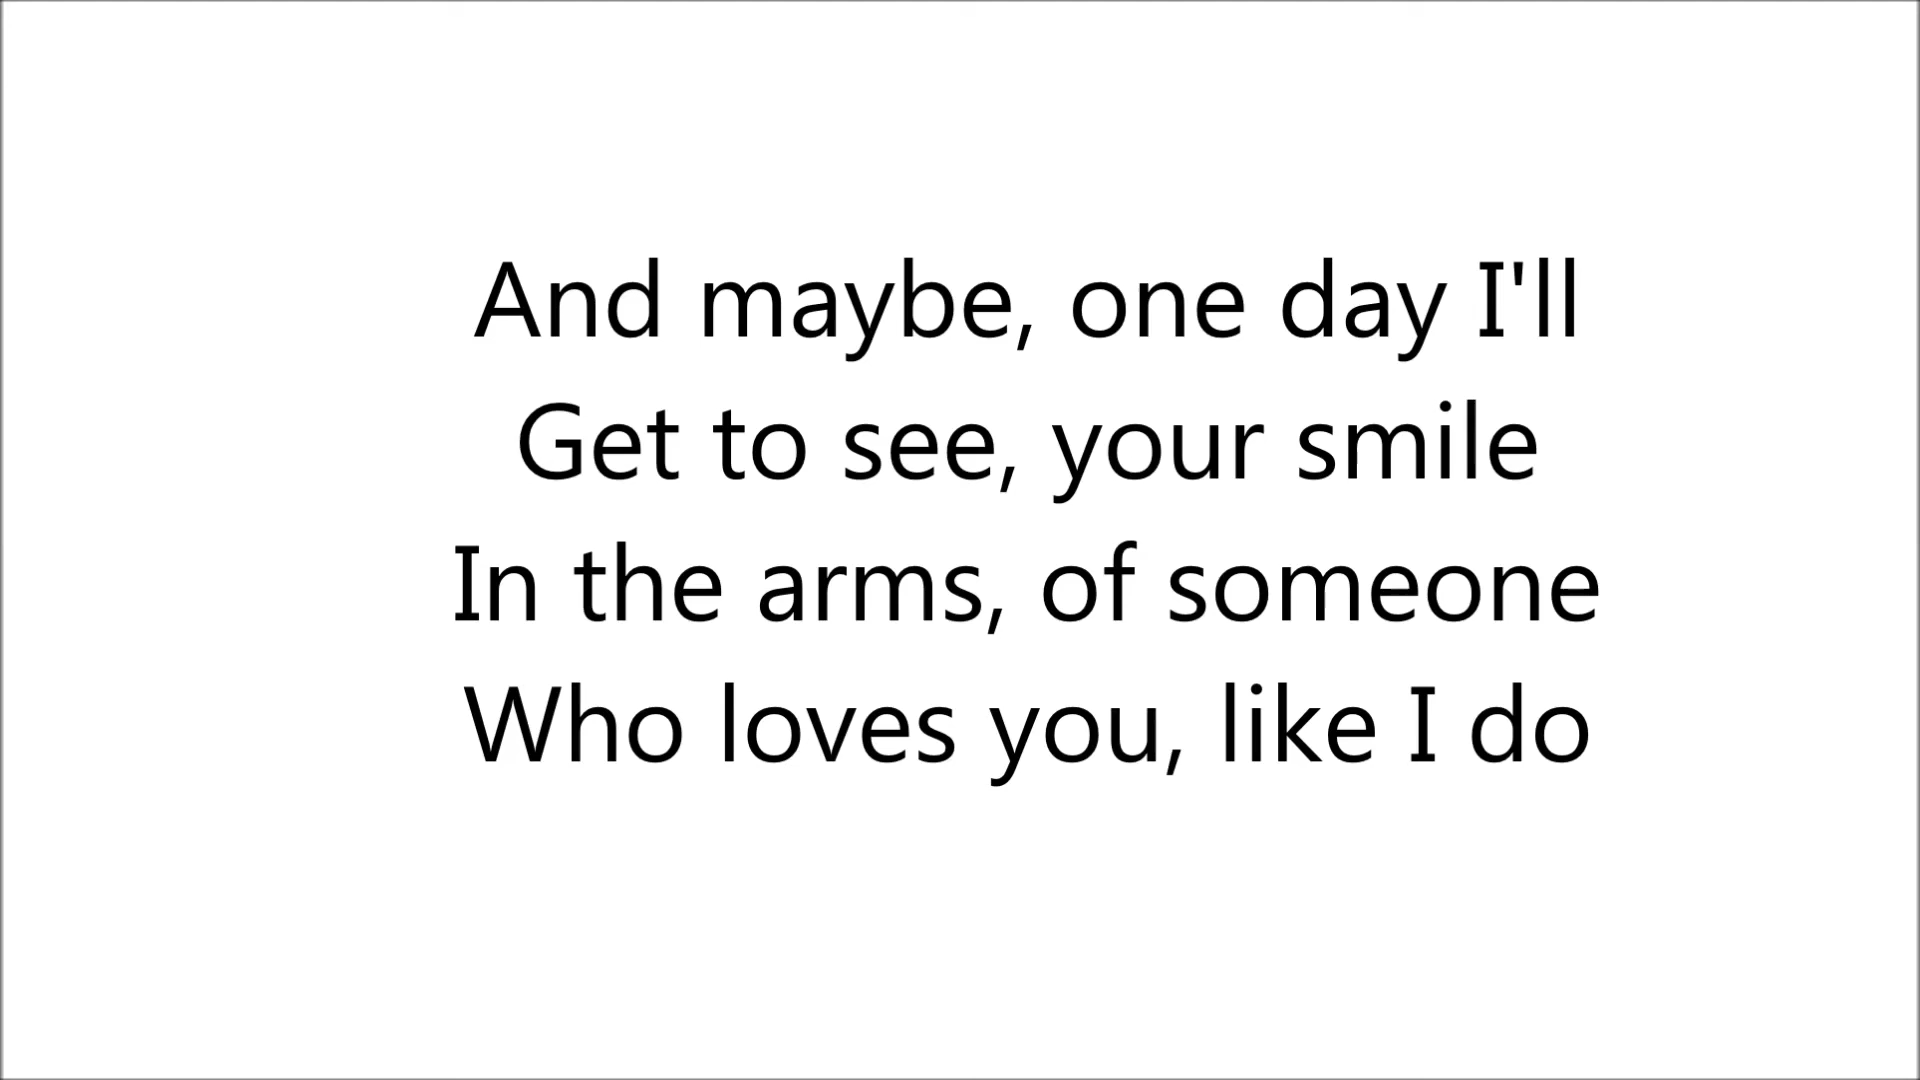 And maybe, one day I'll
Get to see, your smile
In the arms, of someone
Who loves you, like I do